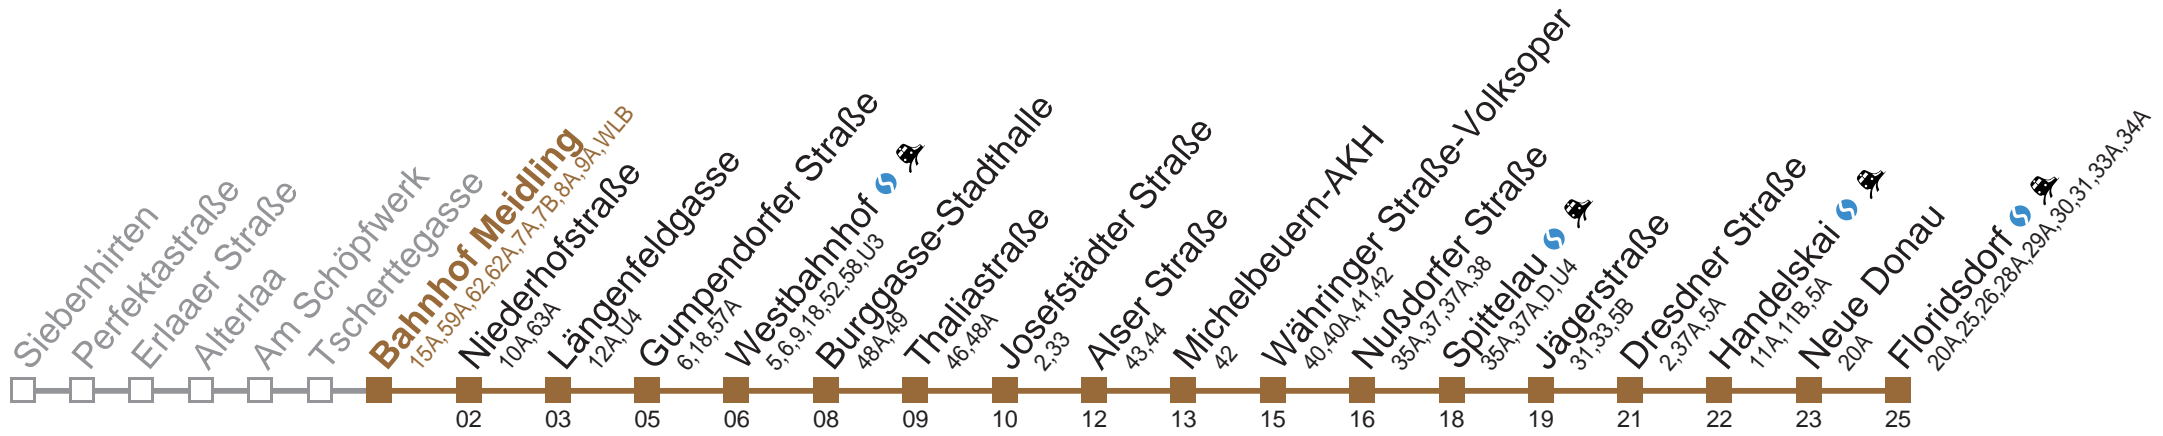 Siebenhirten
Perfektastraße
Erlaaer Straße
Alterlaa
Am Schöpfwerk
Tscherttegasse
Bahnhof Meidling
15A,59A,62,62A,7A,7B,8A,9A,WLB
Niederhofstraße
10A,63A
Längenfeldgasse
12A,U4
Gumpendorfer Straße
6,18,57A
Westbahnhof
5,6,9,18,52,58,U3
Burggasse-Stadthalle
48A,49
Thaliastraße
46,48A
Josefstädter Straße
2,33
Alser Straße
43,44
Michelbeuern-AKH
42
Währinger Straße-Volksoper
40,40A,41,42
Nußdorfer Straße
35A,37,37A,38
Spittelau
35A,37A,D,U4
Jägerstraße
31,33,5B
Dresdner Straße
2,37A,5A
Handelskai
11A,11B,5A
Neue Donau
20A
Floridsdorf
20A,25,26,28A,29A,30,31,33A,34A
02 03 05 06 08 09 10 12 13 15 16 18 19 21 22 23 25